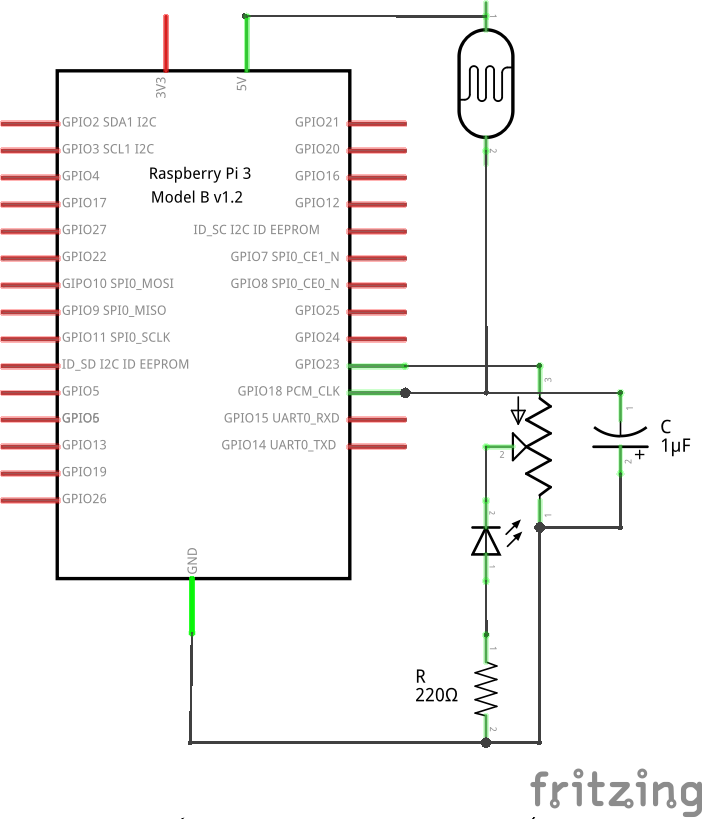 1
3V3
5V
2
GPIO2 SDA1 I2C
GPIO21
GPIO3 SCL1 I2C
GPIO20
Raspberry Pi 3
Model B v1.2
GPIO4
GPIO16
GPIO17
GPIO12
GPIO27
ID_SC I2C ID EEPROM
GPIO22
GPIO7 SPI0_CE1_N
GIPO10 SPI0_MOSI
GPIO8 SPI0_CE0_N
GPIO9 SPI0_MISO
GPIO25
GPIO11 SPI0_SCLK
GPIO24
ID_SD I2C ID EEPROM
GPIO23
3
GPIO5
GPIO18 PCM_CLK
1
GPIO6
GPIO15 UART0_RXD
C
1µF
GPIO13
GPIO14 UART0_TXD
2
+
2
GPIO19
GPIO26
2
1
GND
1
1
R
220Ω
2
fritzing